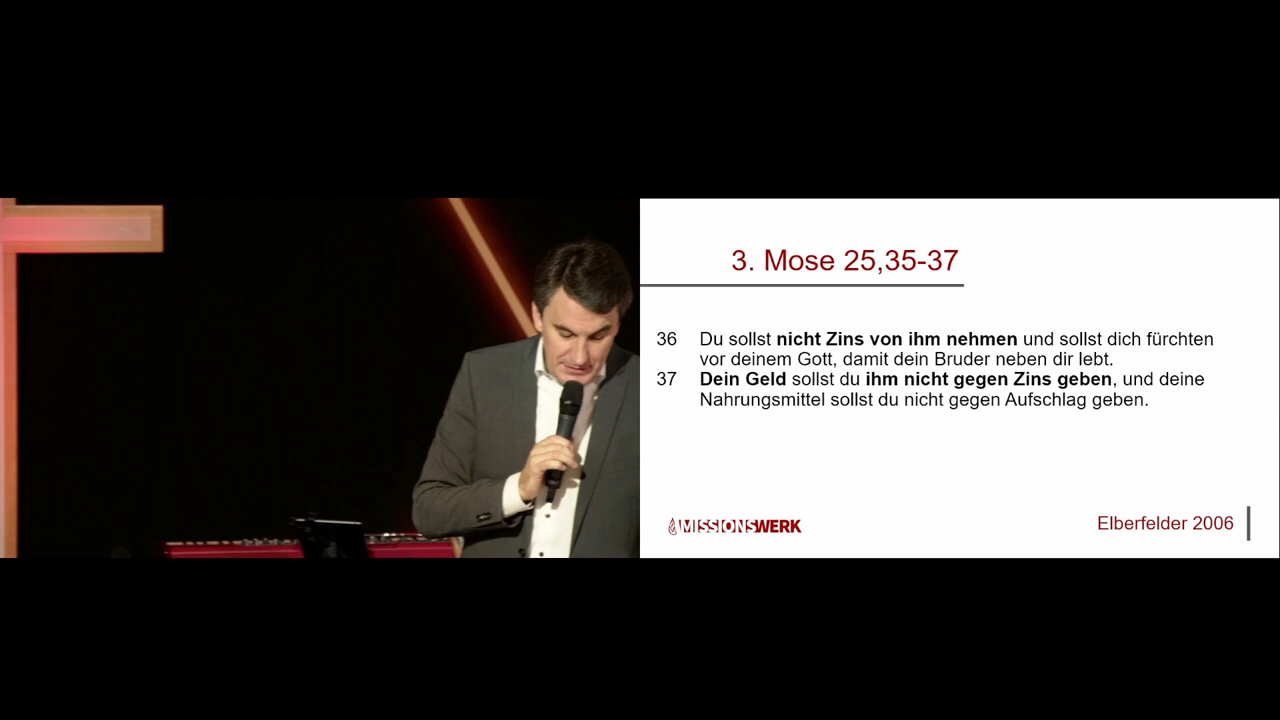 3. Mose 25,35-37
36 Du sollst nicht Zins von ihm nehmen und sollst dich fürchten
vor deinem Gott, damit dein Bruder neben dir lebt.
37 Dein Geld sollst du ihm nicht gegen Zins geben, und deine
Nahrungsmittel sollst du nicht gegen Aufschlag geben.
MISSIONSWERK
Elberfelder 2006